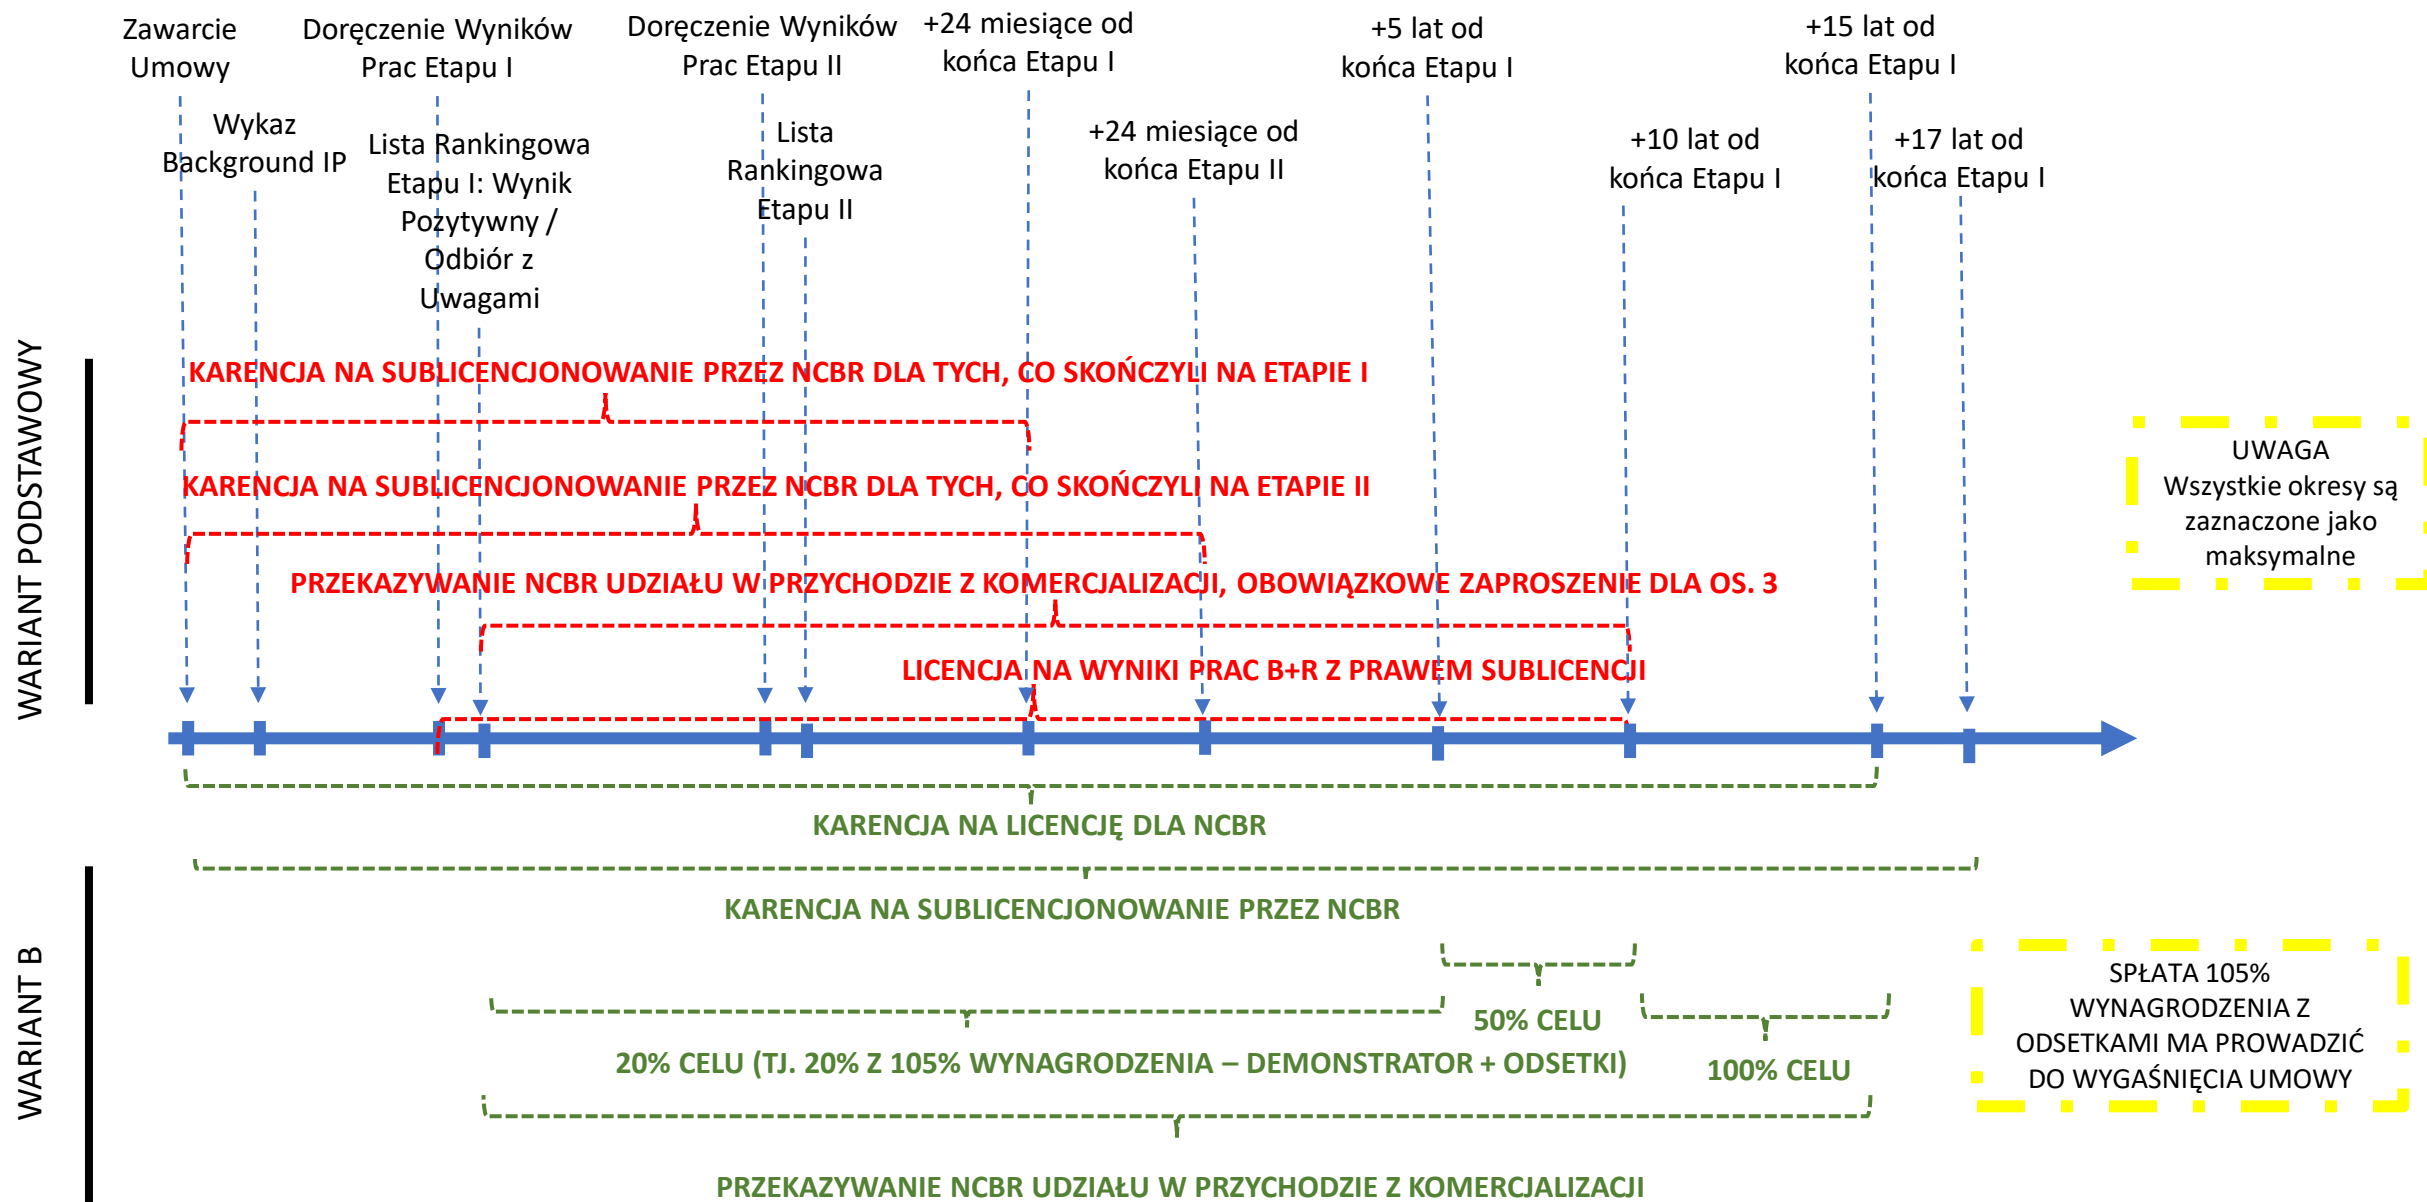 Zawarcie
Umowy
Doręczenie Wyników
Prac Etapu I
Doręczenie Wyników
Prac Etapu II
+24 miesiące od
końca Etapu I
+5 lat od
końca Etapu I
+15 lat od
końca Etapu I
Wykaz
Background IP
Lista Rankingowa
Etapu I: Wynik
Pozytywny /
Odbiór z
Uwagami
Lista
Rankingowa
Etapu II
+24 miesiące od
końca Etapu II
+10 lat od
końca Etapu I
+17 lat od
końca Etapu I
WARIANT PODSTAWOWY
KARENCJA NA SUBLICENCJONOWANIE PRZEZ NCBR DLA TYCH, CO SKOŃCZYLI NA ETAPIE I
KARENCJA NA SUBLICENCJONOWANIE PRZEZ NCBR DLA TYCH, CO SKOŃCZYLI NA ETAPIE II
PRZEKAZYWANIE NCBR UDZIAŁU W PRZYCHODZIE Z KOMERCJALIZACJI, OBOWIĄZKOWE ZAPROSZENIE DLA OS. 3
LICENCJA NA WYNIKI PRAC B+R Z PRAWEM SUBLICENCJI
UWAGA
Wszystkie okresy są
zaznaczone jako
maksymalne
KARENCJA NA LICENCJĘ DLA NCBR
WARIANT B
KARENCJA NA SUBLICENCJONOWANIE PRZEZ NCBR
50% CELU
20% CELU (TJ. 20% Z 105% WYNAGRODZENIA – DEMONSTRATOR + ODSETKI)
100% CELU
PRZEKAZYWANIE NCBR UDZIAŁU W PRZYCHODZIE Z KOMERCJALIZACJI
SPŁATA 105%
WYNAGRODZENIA Z
ODSETKAMI MA PROWADZIĆ
DO WYGAŚNIĘCIA UMOWY